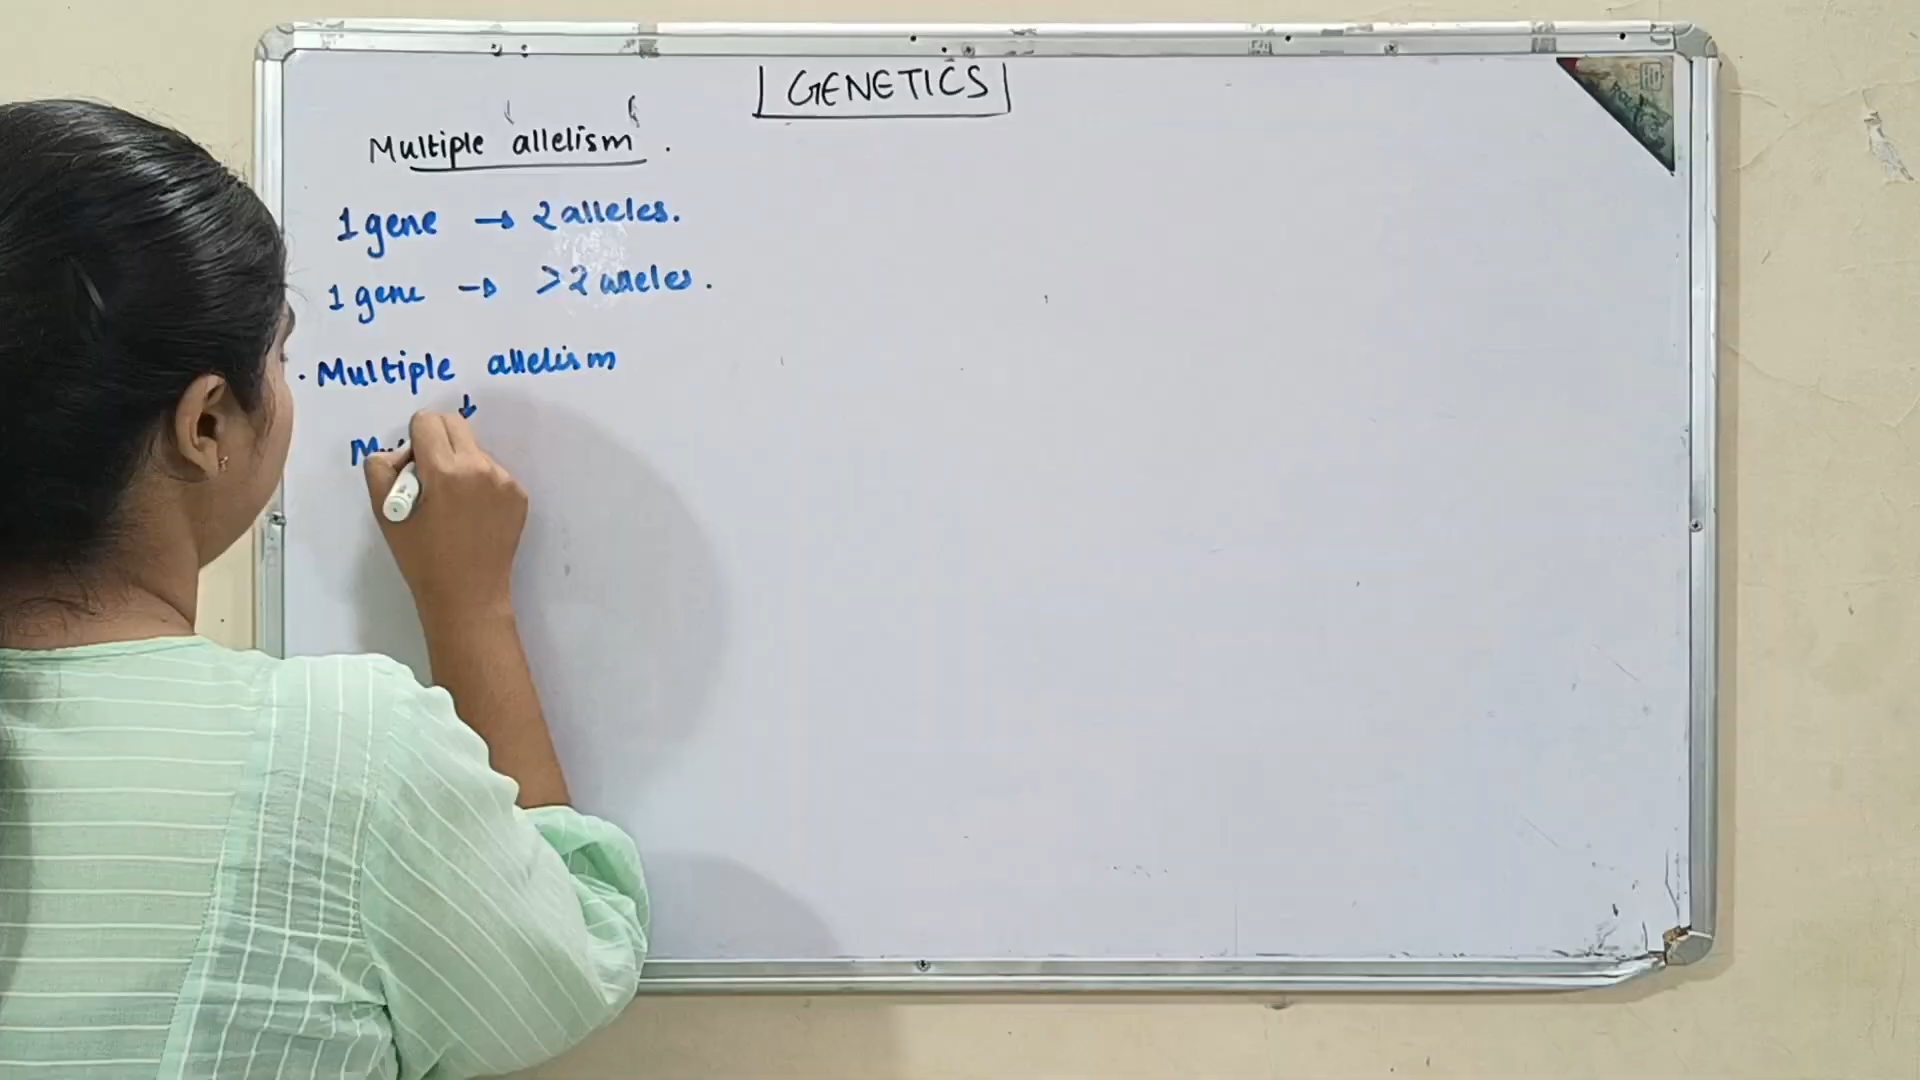 GENETICS
Multiple allelism.
1 gene → 2 alleles.
1 gene → >2 alleles.
· Multiple allelism
↓